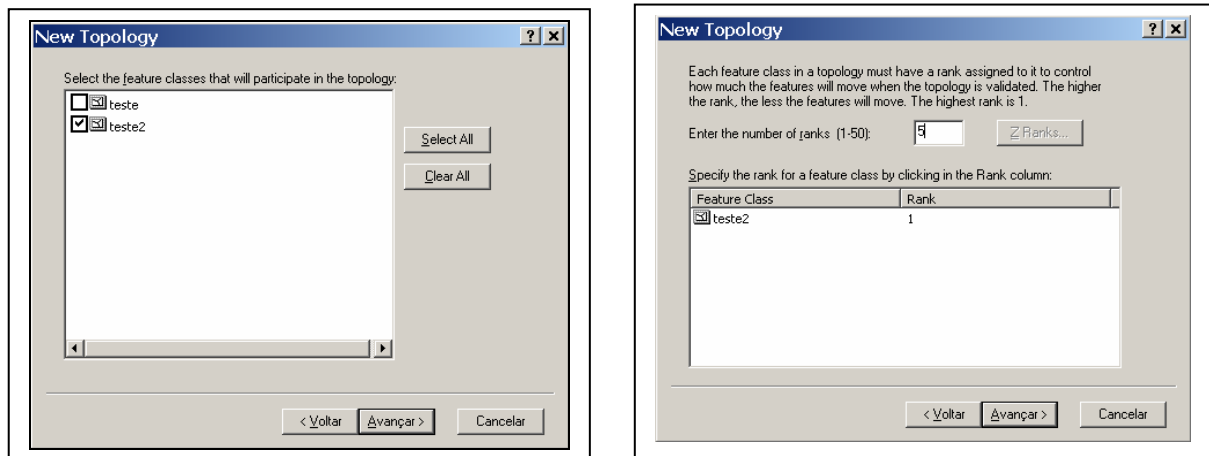 New Topology
Select the feature classes that will participate in the topology:
teste
teste2
Select All
Clear All
< Voltar
Avançar >
Cancelar
New Topology
Each feature class in a topology must have a rank assigned to it to control
how much the features will move when the topology is validated. The higher
the rank, the less the features will move. The highest rank is 1.
Enter the number of ranks (1-50): 5 Z Ranks...
Specify the rank for a feature class by clicking in the Rank column:
Feature Class Rank
teste2 1
< Voltar
Avançar >
Cancelar